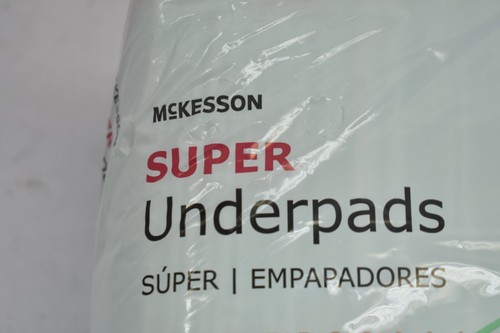 McKESSON
SUPER
Underpads
SÚPER | EMPAPADORES